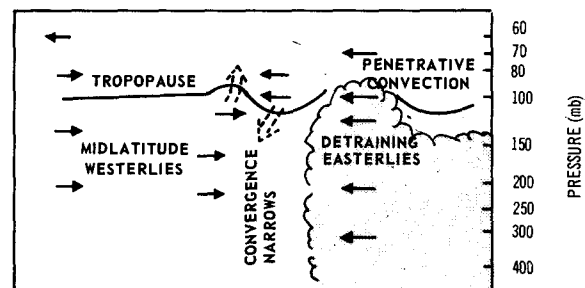 TROPOPAUSE
PENETRATIVE
CONVECTION
MIDLATITUDE
WESTERLIES
CONVERGENCE
NARROWS
DETRAINING
EASTERLIES
60
70
80
100
150
200
250
300
400
PRESSURE (mb)